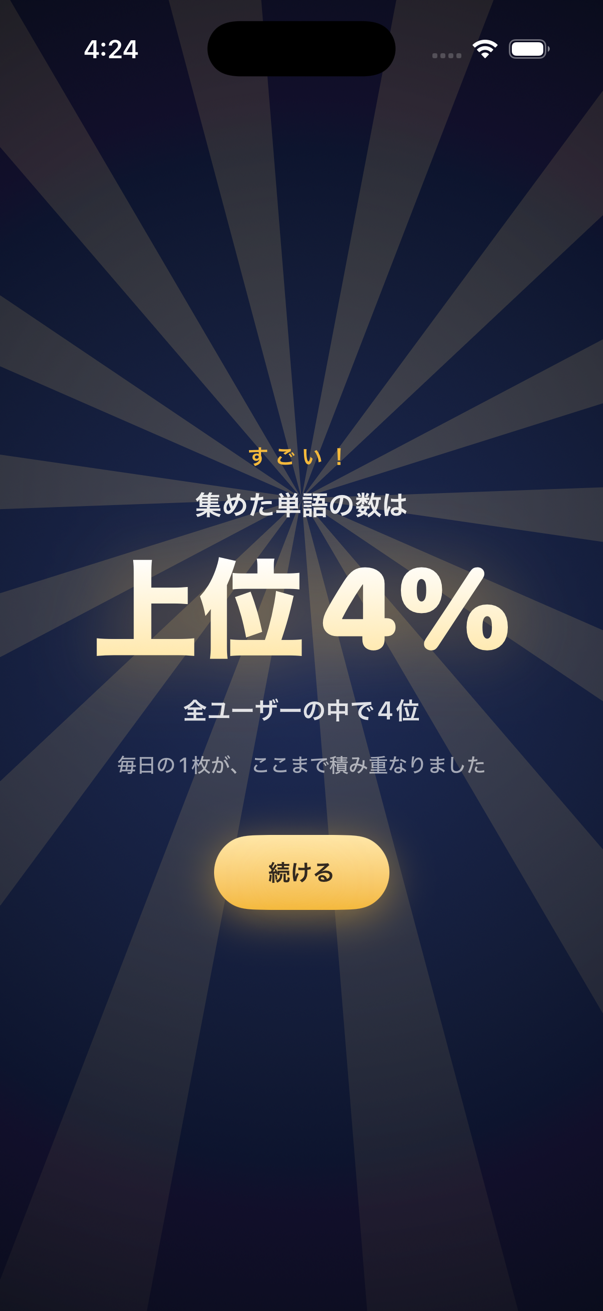 4:24
すごい！
集めた単語の数は
上位4%
全ユーザーの中で4位
毎日の1枚が、ここまで積み重なりました
続ける